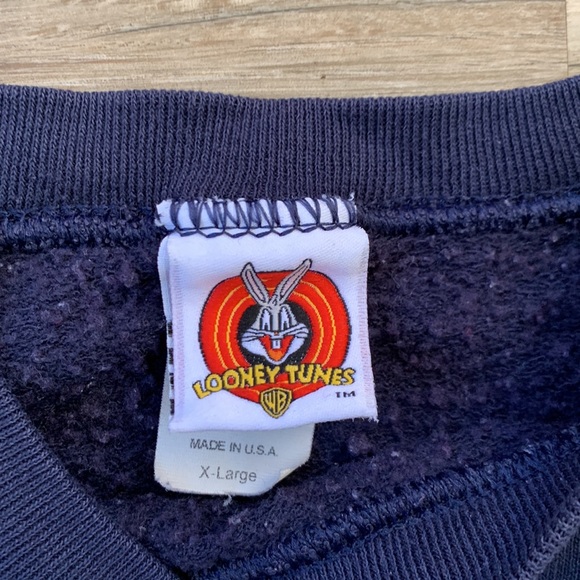 LOONEY TUNES
TM
WB
MADE IN U.S.A.
X-Large